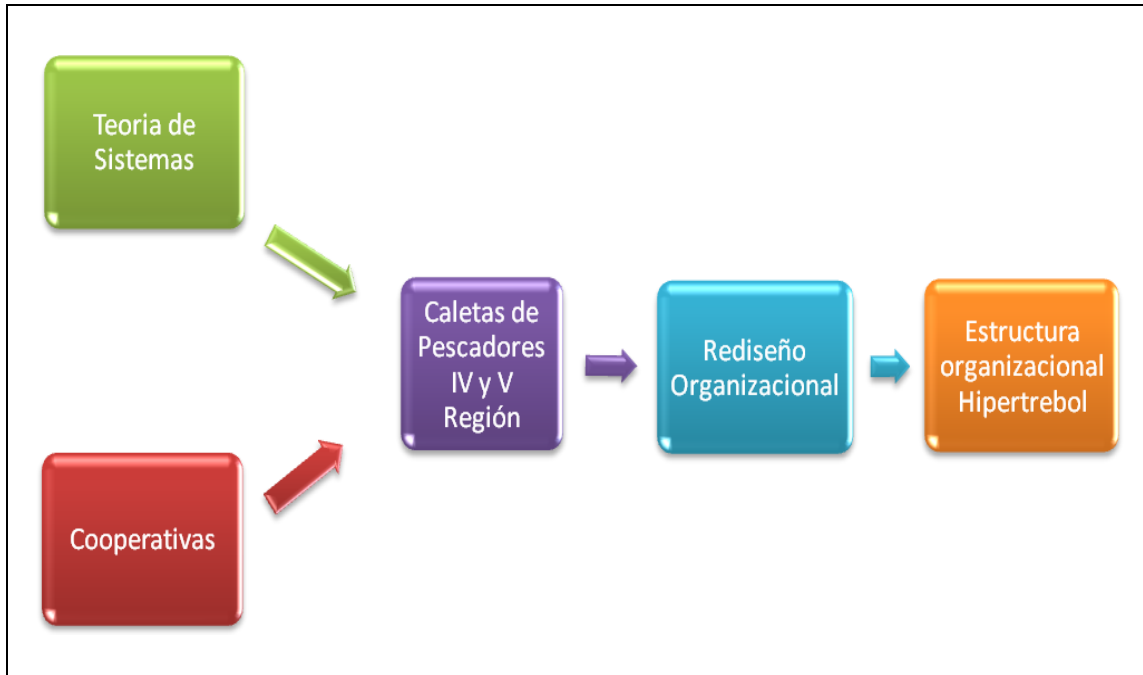 Teoria de
Sistemas
Cooperativas
Caletas de
Pescadores
IV y V
Región
Rediseño
Organizacional
Estructura
organizacional
Hipertrebol